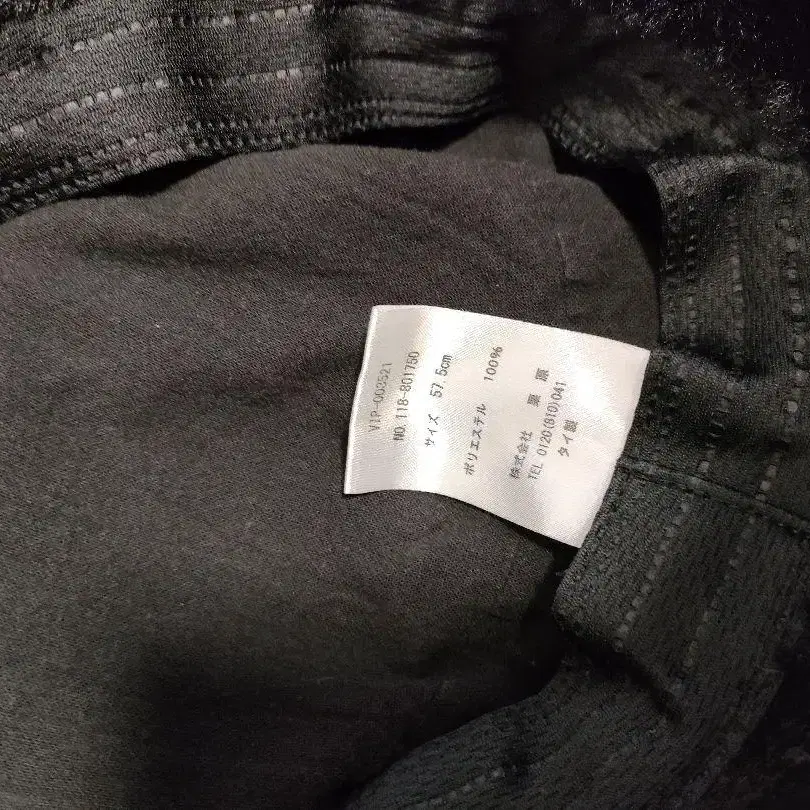 VIP-003521
NO.118-801750
サイズ 57.5cm
ポリエステル 100%
株式会社 栗原
TEL 0120(810)041
タイ製